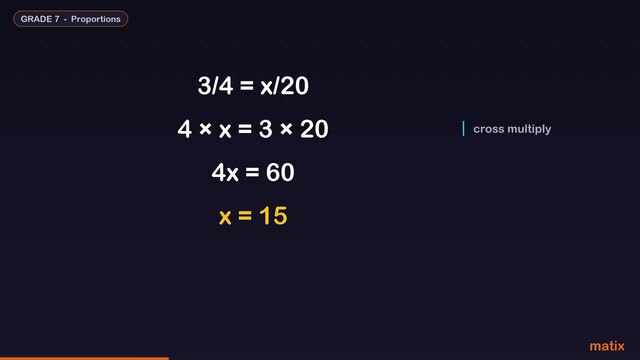 GRADE 7 - Proportions
3/4 = x/20
4 × x = 3 × 20
cross multiply
4x = 60
x = 15
matix